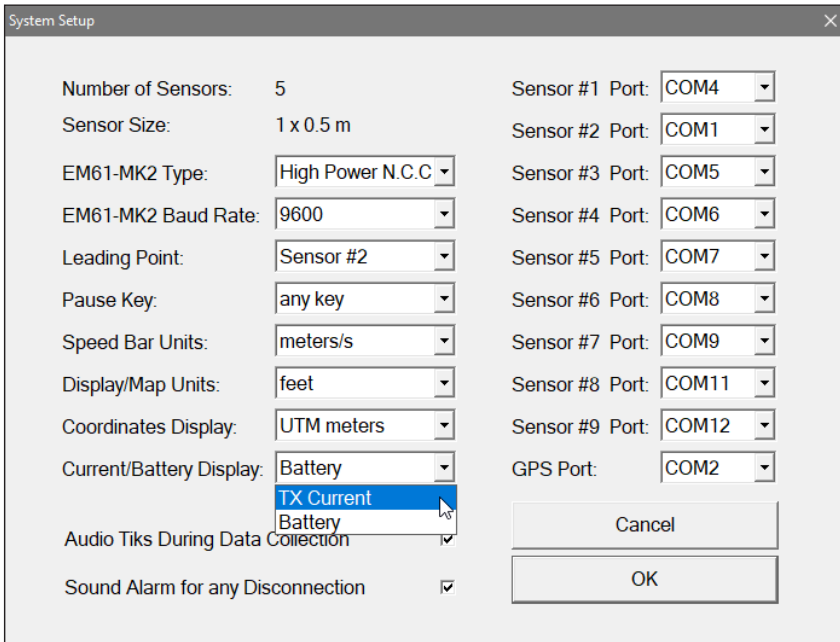 System Setup
Number of Sensors: 5
Sensor Size: 1 x 0.5 m
EM61-MK2 Type: High Power N.C.C
EM61-MK2 Baud Rate: 9600
Leading Point: Sensor #2
Pause Key: any key
Speed Bar Units: meters/s
Display/Map Units: feet
Coordinates Display: UTM meters
Current/Battery Display: Battery
TX Current
Battery
Audio Tiks During Data Collection
Sound Alarm for any Disconnection
Sensor #1 Port: COM4
Sensor #2 Port: COM1
Sensor #3 Port: COM5
Sensor #4 Port: COM6
Sensor #5 Port: COM7
Sensor #6 Port: COM8
Sensor #7 Port: COM9
Sensor #8 Port: COM11
Sensor #9 Port: COM12
GPS Port: COM2
Cancel
OK